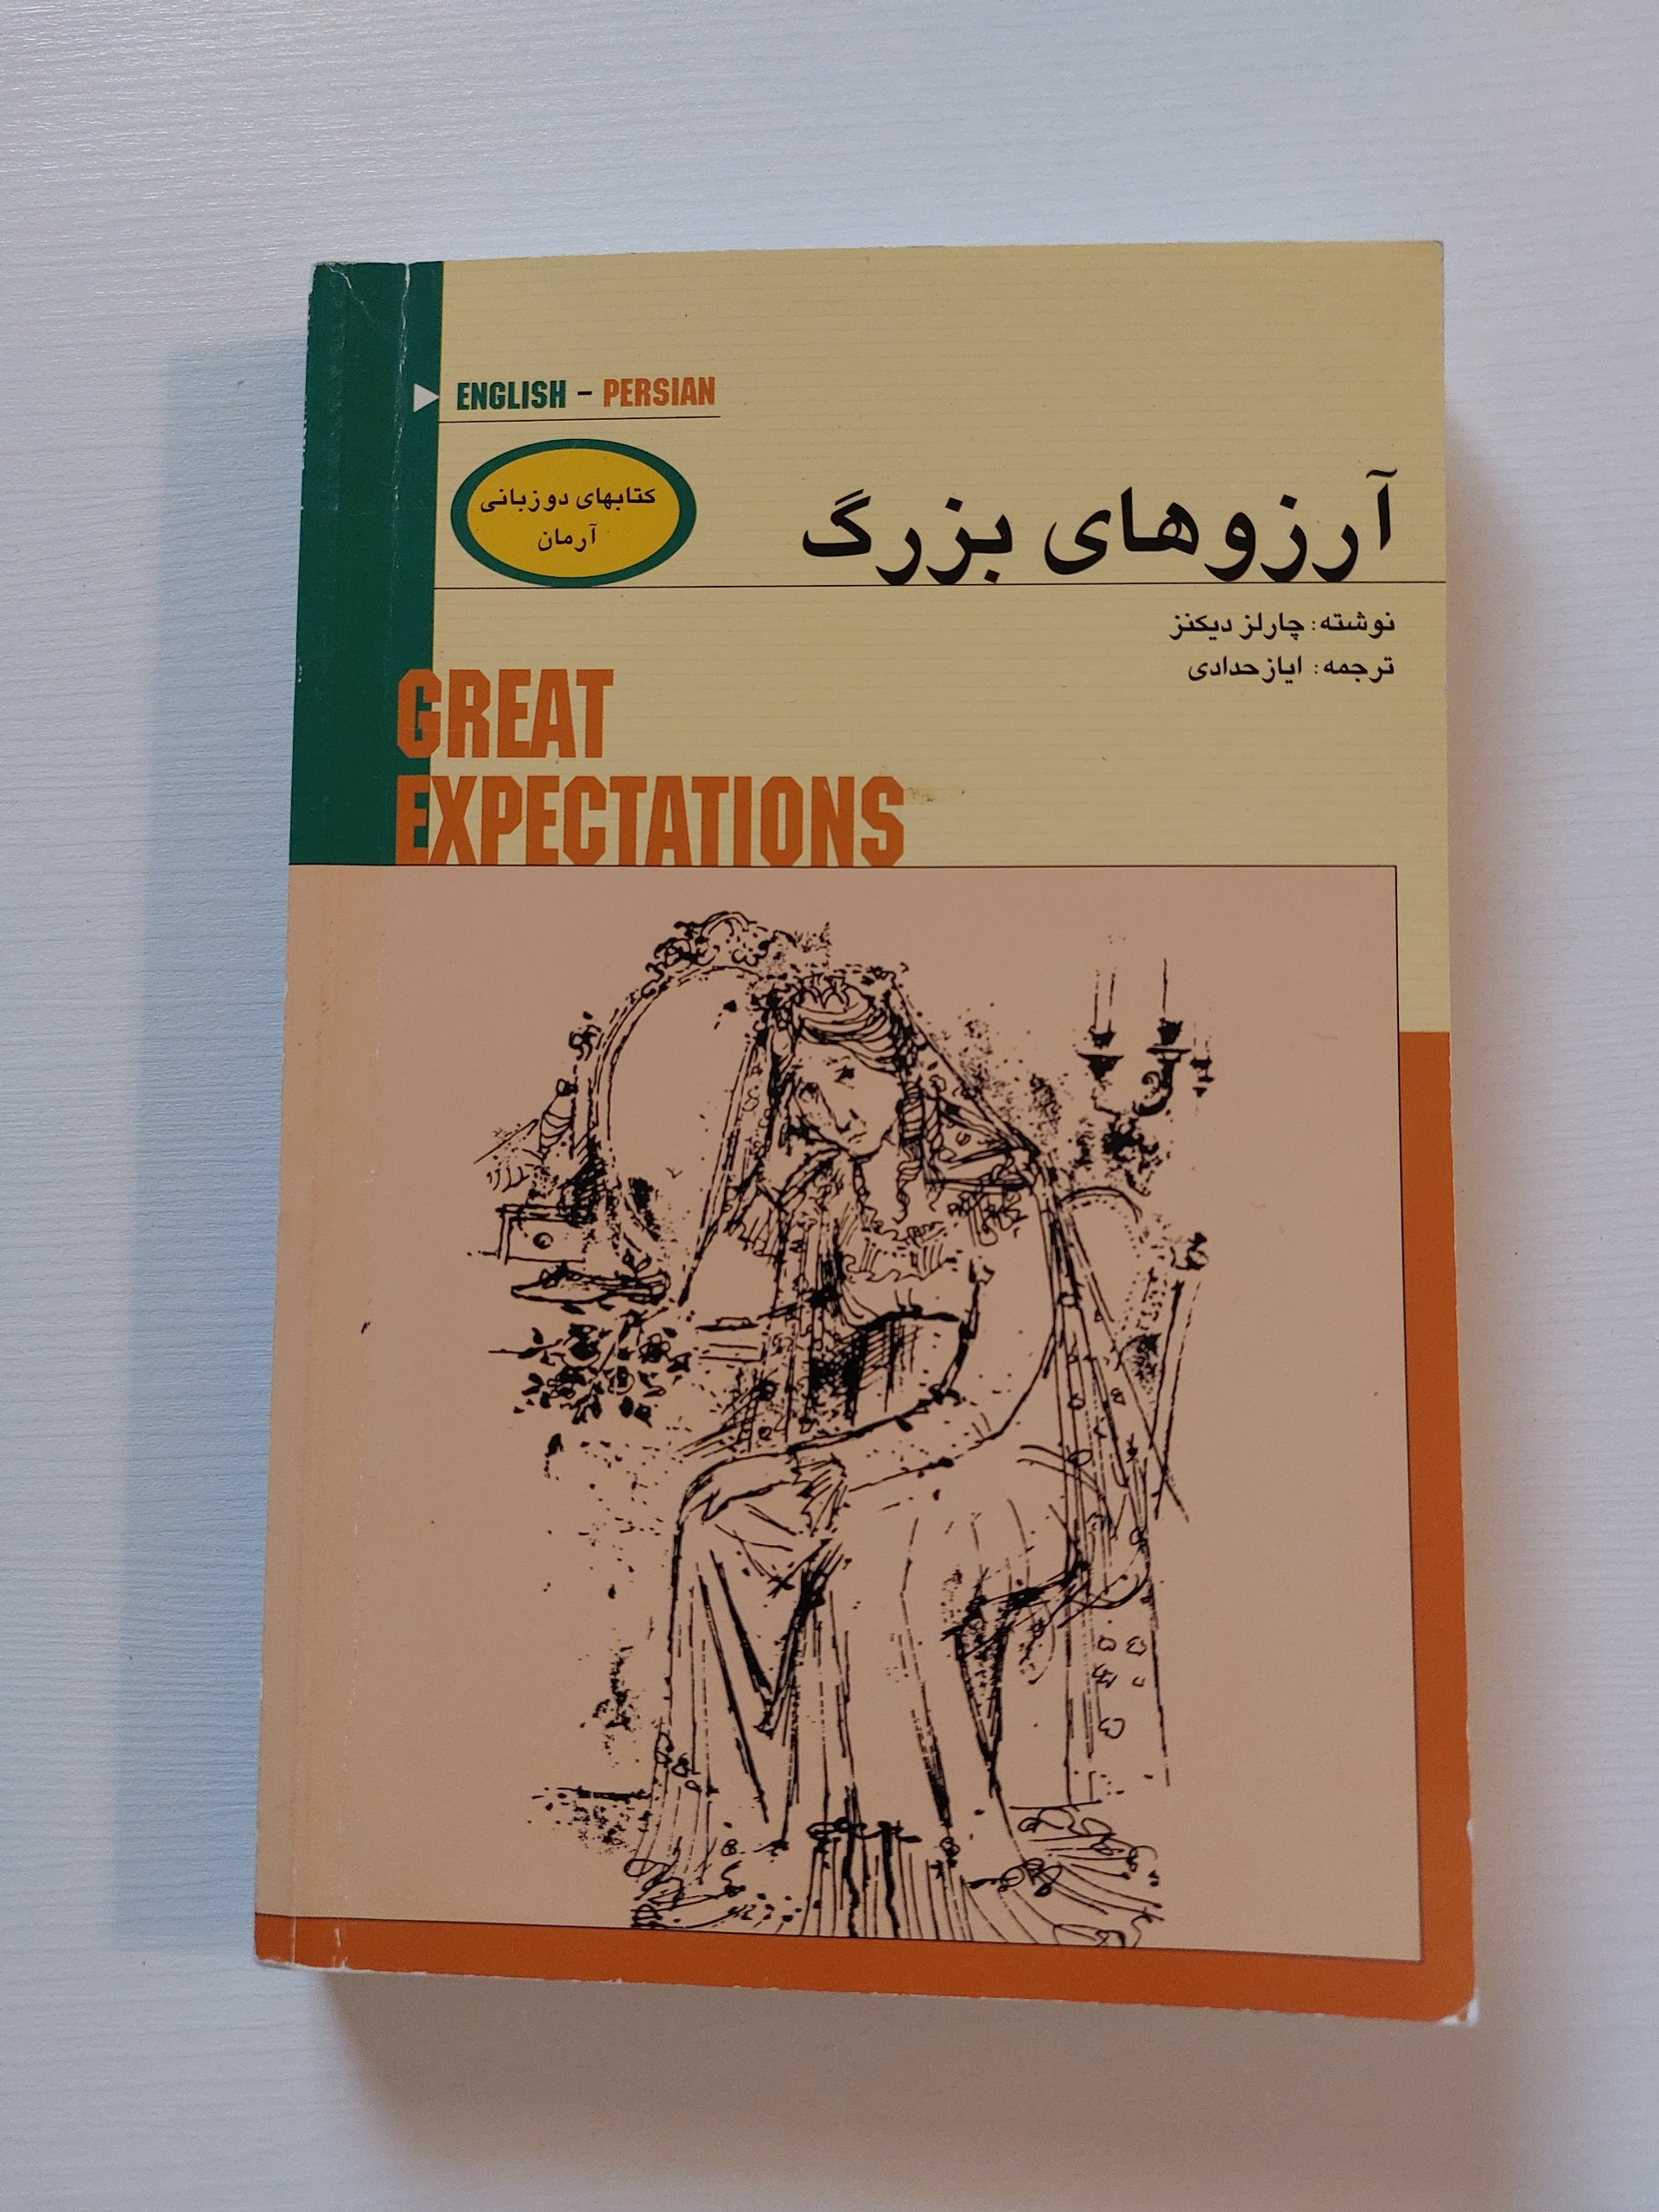 ENGLISH – PERSIAN
کتابهای دوزبانی
آرمان
آرزوهای بزرگ
نوشته: چارلز دیکنز
ترجمه: ایاز حدادی
GREAT
EXPECTATIONS